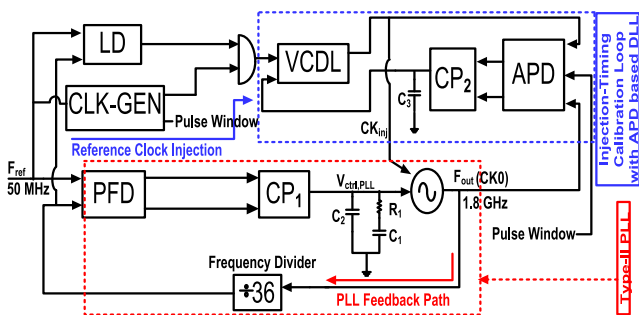 LD
CLK-GEN
Pulse Window
Reference Clock Injection
VCDL
CP2
C3
APD
CKinj
Injection-Timing
Calibration Loop
with APD based DLL
Fref
50 MHz
PFD
CP1
Vctrl,PLL
C2
R1
C1
Fout (CK0)
1.8 GHz
Pulse Window
Frequency Divider
÷36
PLL Feedback Path
Type-II PLL